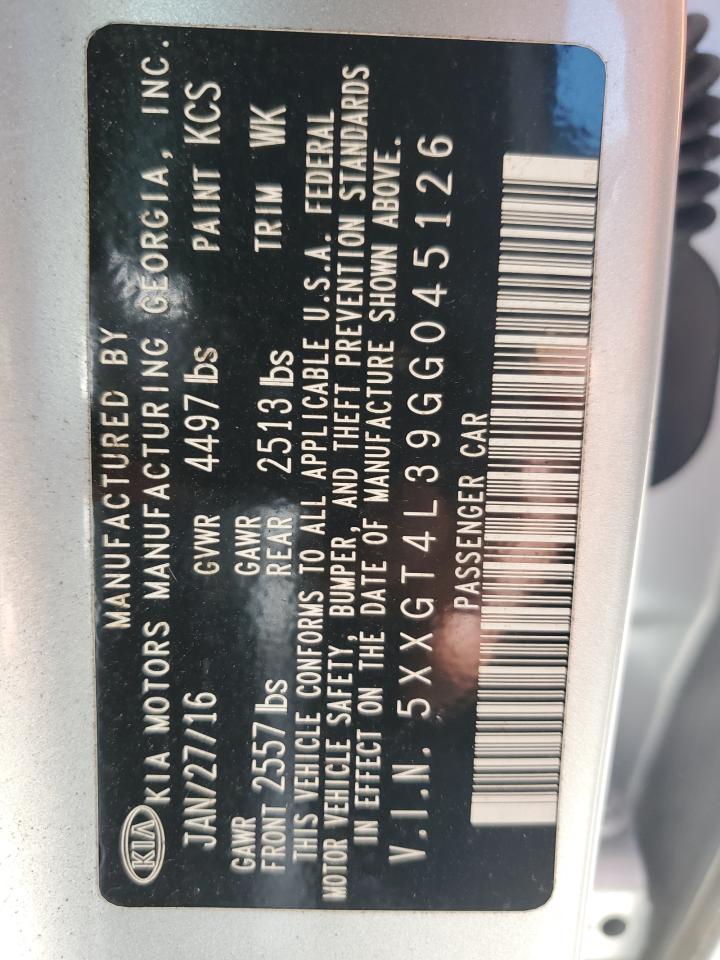 MANUFACTURED BY
KIA KIA MOTORS MANUFACTURING GEORGIA, INC.
JAN/27/16 GVWR 4497 lbs PAINT KCS
GAWR FRONT 2557 lbs GAWR REAR 2513 lbs TRIM WK
THIS VEHICLE CONFORMS TO ALL APPLICABLE U.S.A. FEDERAL
MOTOR VEHICLE SAFETY, BUMPER, AND THEFT PREVENTION STANDARDS
IN EFFECT ON THE DATE OF MANUFACTURE SHOWN ABOVE.
V.I.N. 5XXGT4L39GG045126
PASSENGER CAR